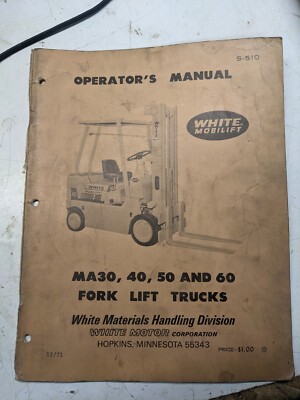 S-510
OPERATOR'S MANUAL
WHITE
MOBILIFT
WHITE
MA30, 40, 50 AND 60
FORK LIFT TRUCKS
White Materials Handling Division
WHITE MOTOR CORPORATION
HOPKINS, MINNESOTA 55343
PRICE: $1.00